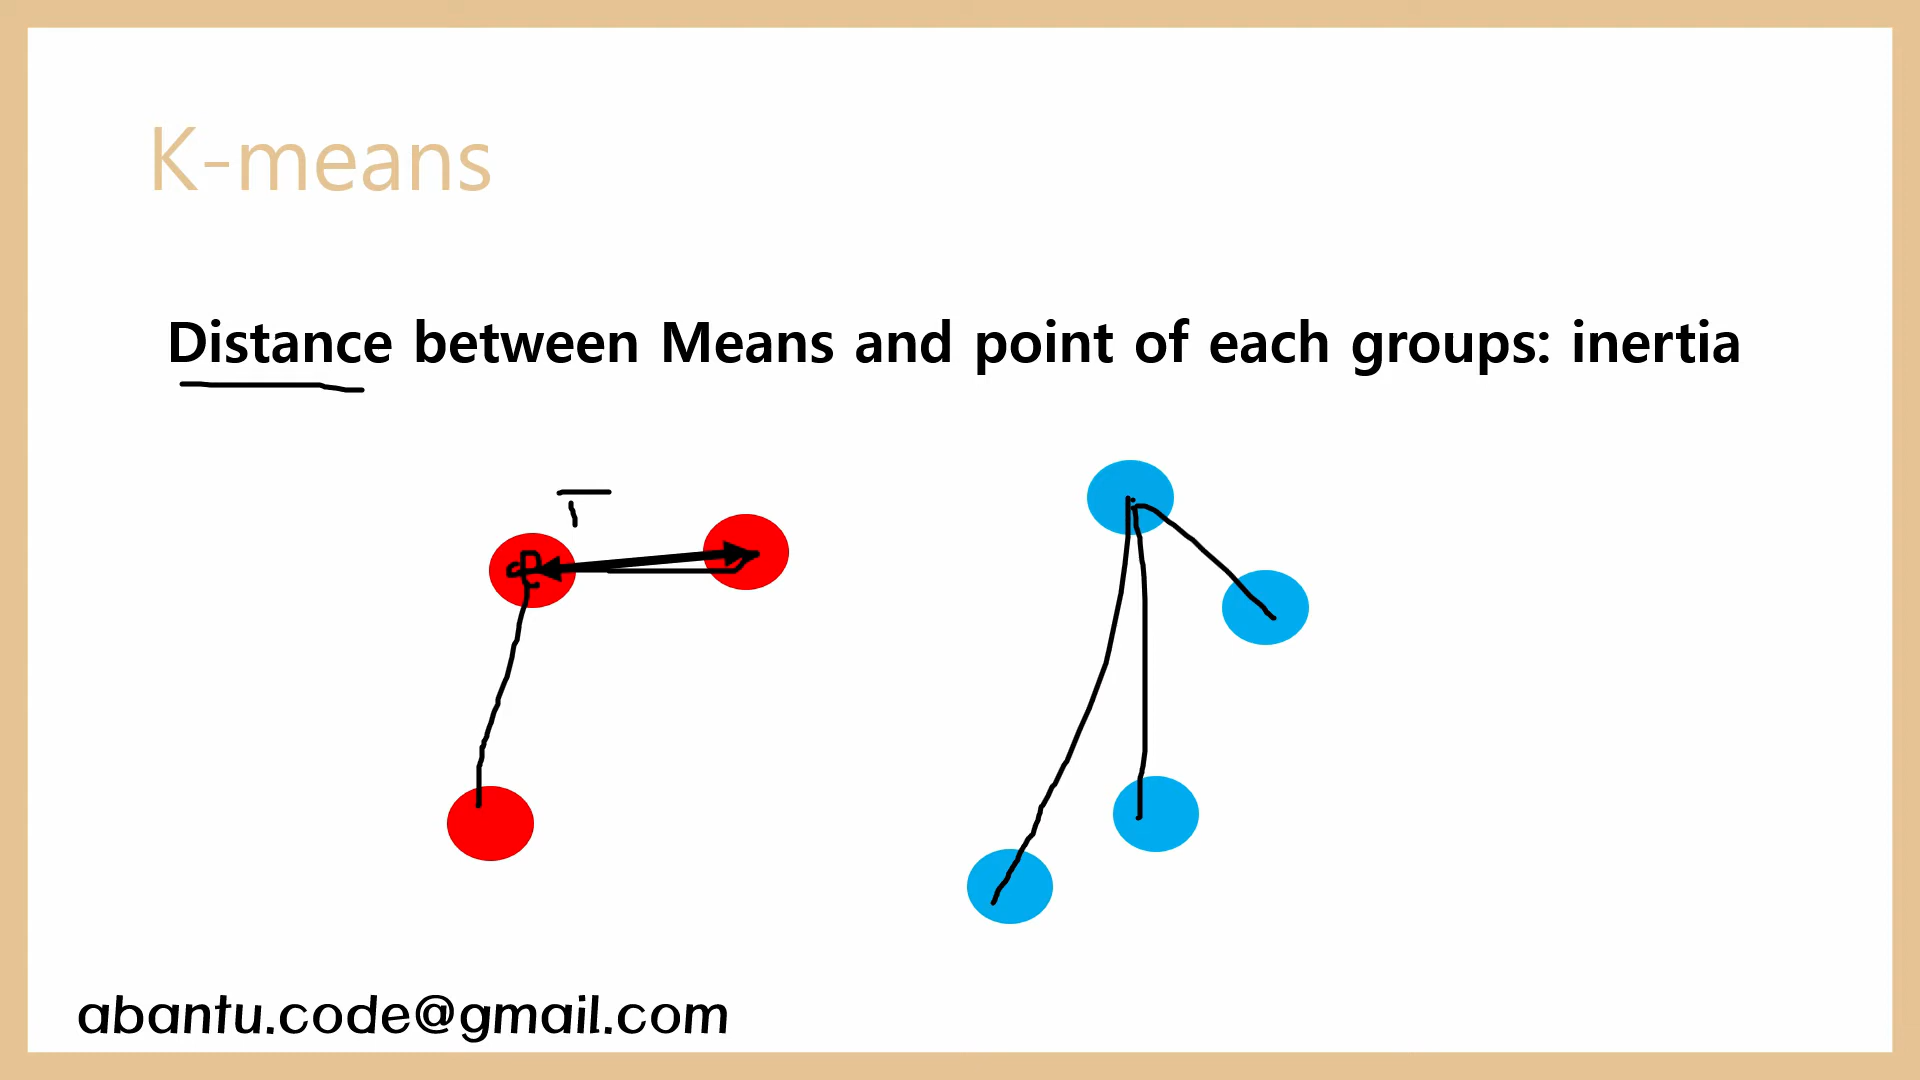 K-means
Distance between Means and point of each groups: inertia
abantu.code@gmail.com